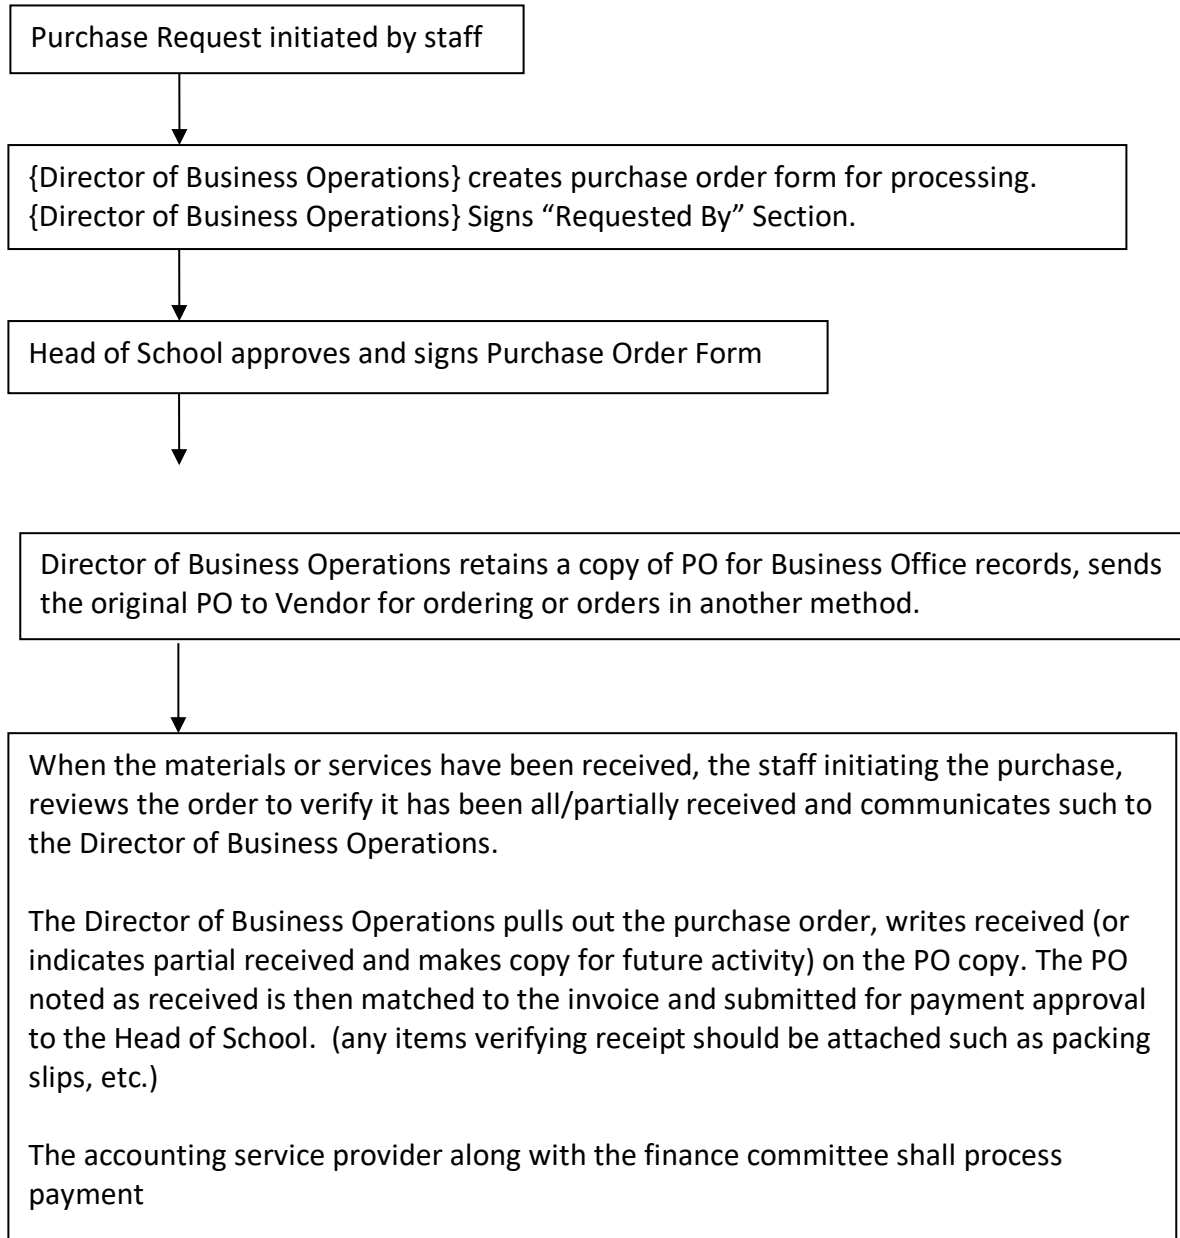 Purchase Request initiated by staff
{Director of Business Operations} creates purchase order form for processing.
{Director of Business Operations} Signs “Requested By” Section.
Head of School approves and signs Purchase Order Form
Director of Business Operations retains a copy of PO for Business Office records, sends
the original PO to Vendor for ordering or orders in another method.
When the materials or services have been received, the staff initiating the purchase,
reviews the order to verify it has been all/partially received and communicates such to
the Director of Business Operations.
The Director of Business Operations pulls out the purchase order, writes received (or
indicates partial received and makes copy for future activity) on the PO copy. The PO
noted as received is then matched to the invoice and submitted for payment approval
to the Head of School.  (any items verifying receipt should be attached such as packing
slips, etc.)
The accounting service provider along with the finance committee shall process
payment